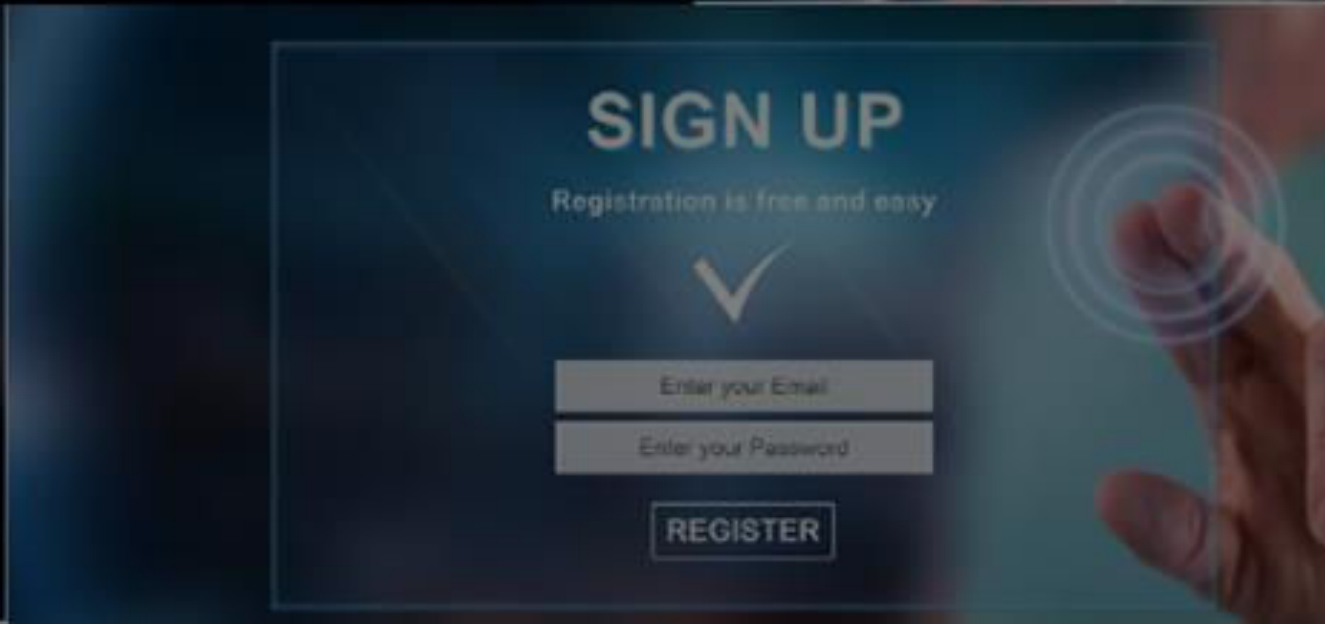 SIGN UP
Registration is free and easy
Enter your Email
Enter your Password
REGISTER